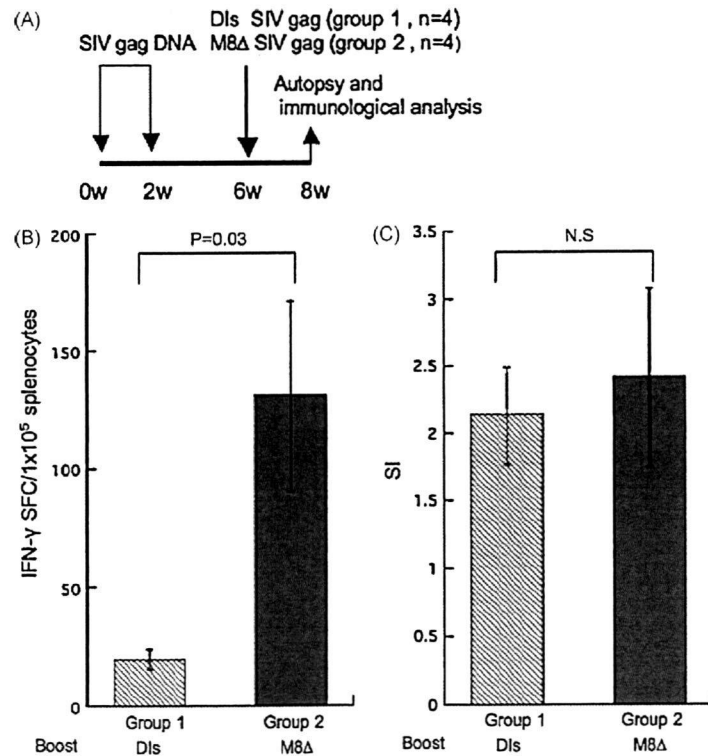 (A)
DIs SIV gag (group 1 , n=4)
SIV gag DNA M8Δ SIV gag (group 2 , n=4)
Autopsy and
immunological analysis
0w 2w 6w 8w
(B)
P=0.03
200
150
100
50
0
IFN-γ SFC/1x10⁵ splenocytes
Group 1 Group 2
Boost DIs M8Δ
(C)
N.S
3.5
3
2.5
2
1.5
1
0.5
0
SI
Group 1 Group 2
Boost DIs M8Δ